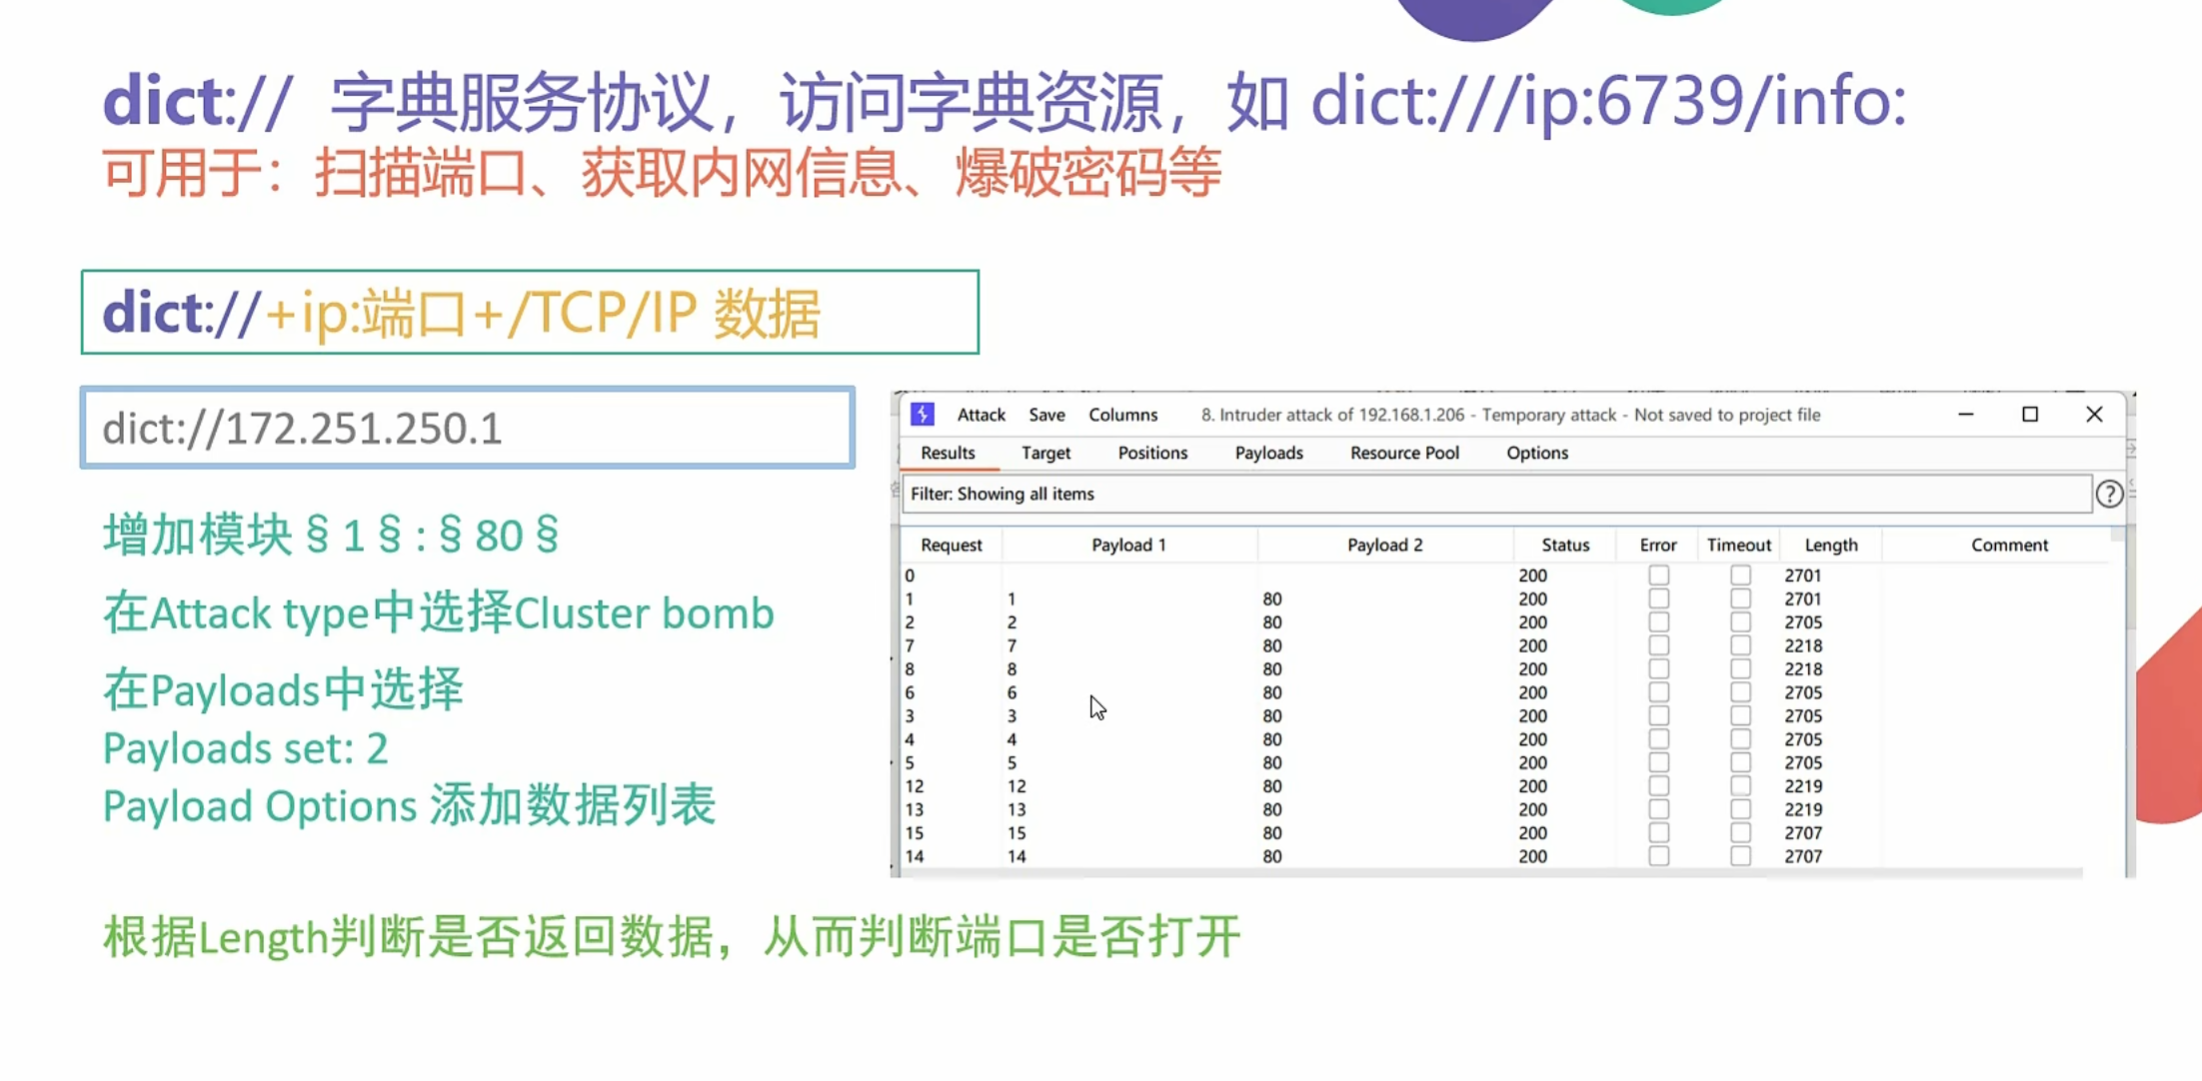 dict:// 字典服务协议，访问字典资源，如 dict:///ip:6739/info:
可用于：扫描端口、获取内网信息、爆破密码等
dict://+ip:端口+/TCP/IP 数据
dict://172.251.250.1
增加模块§1§:§80§
在Attack type中选择Cluster bomb
在Payloads中选择
Payloads set: 2
Payload Options 添加数据列表
Attack Save Columns 8. Intruder attack of 192.168.1.206 - Temporary attack - Not saved to project file
Results Target Positions Payloads Resource Pool Options
Filter: Showing all items
Request Payload 1 Payload 2 Status Error Timeout Length Comment
0 200 2701
1 1 80 200 2701
2 2 80 200 2705
7 7 80 200 2218
8 8 80 200 2218
6 6 80 200 2705
3 3 80 200 2705
4 4 80 200 2705
5 5 80 200 2705
12 12 80 200 2219
13 13 80 200 2219
15 15 80 200 2707
14 14 80 200 2707
根据Length判断是否返回数据，从而判断端口是否打开